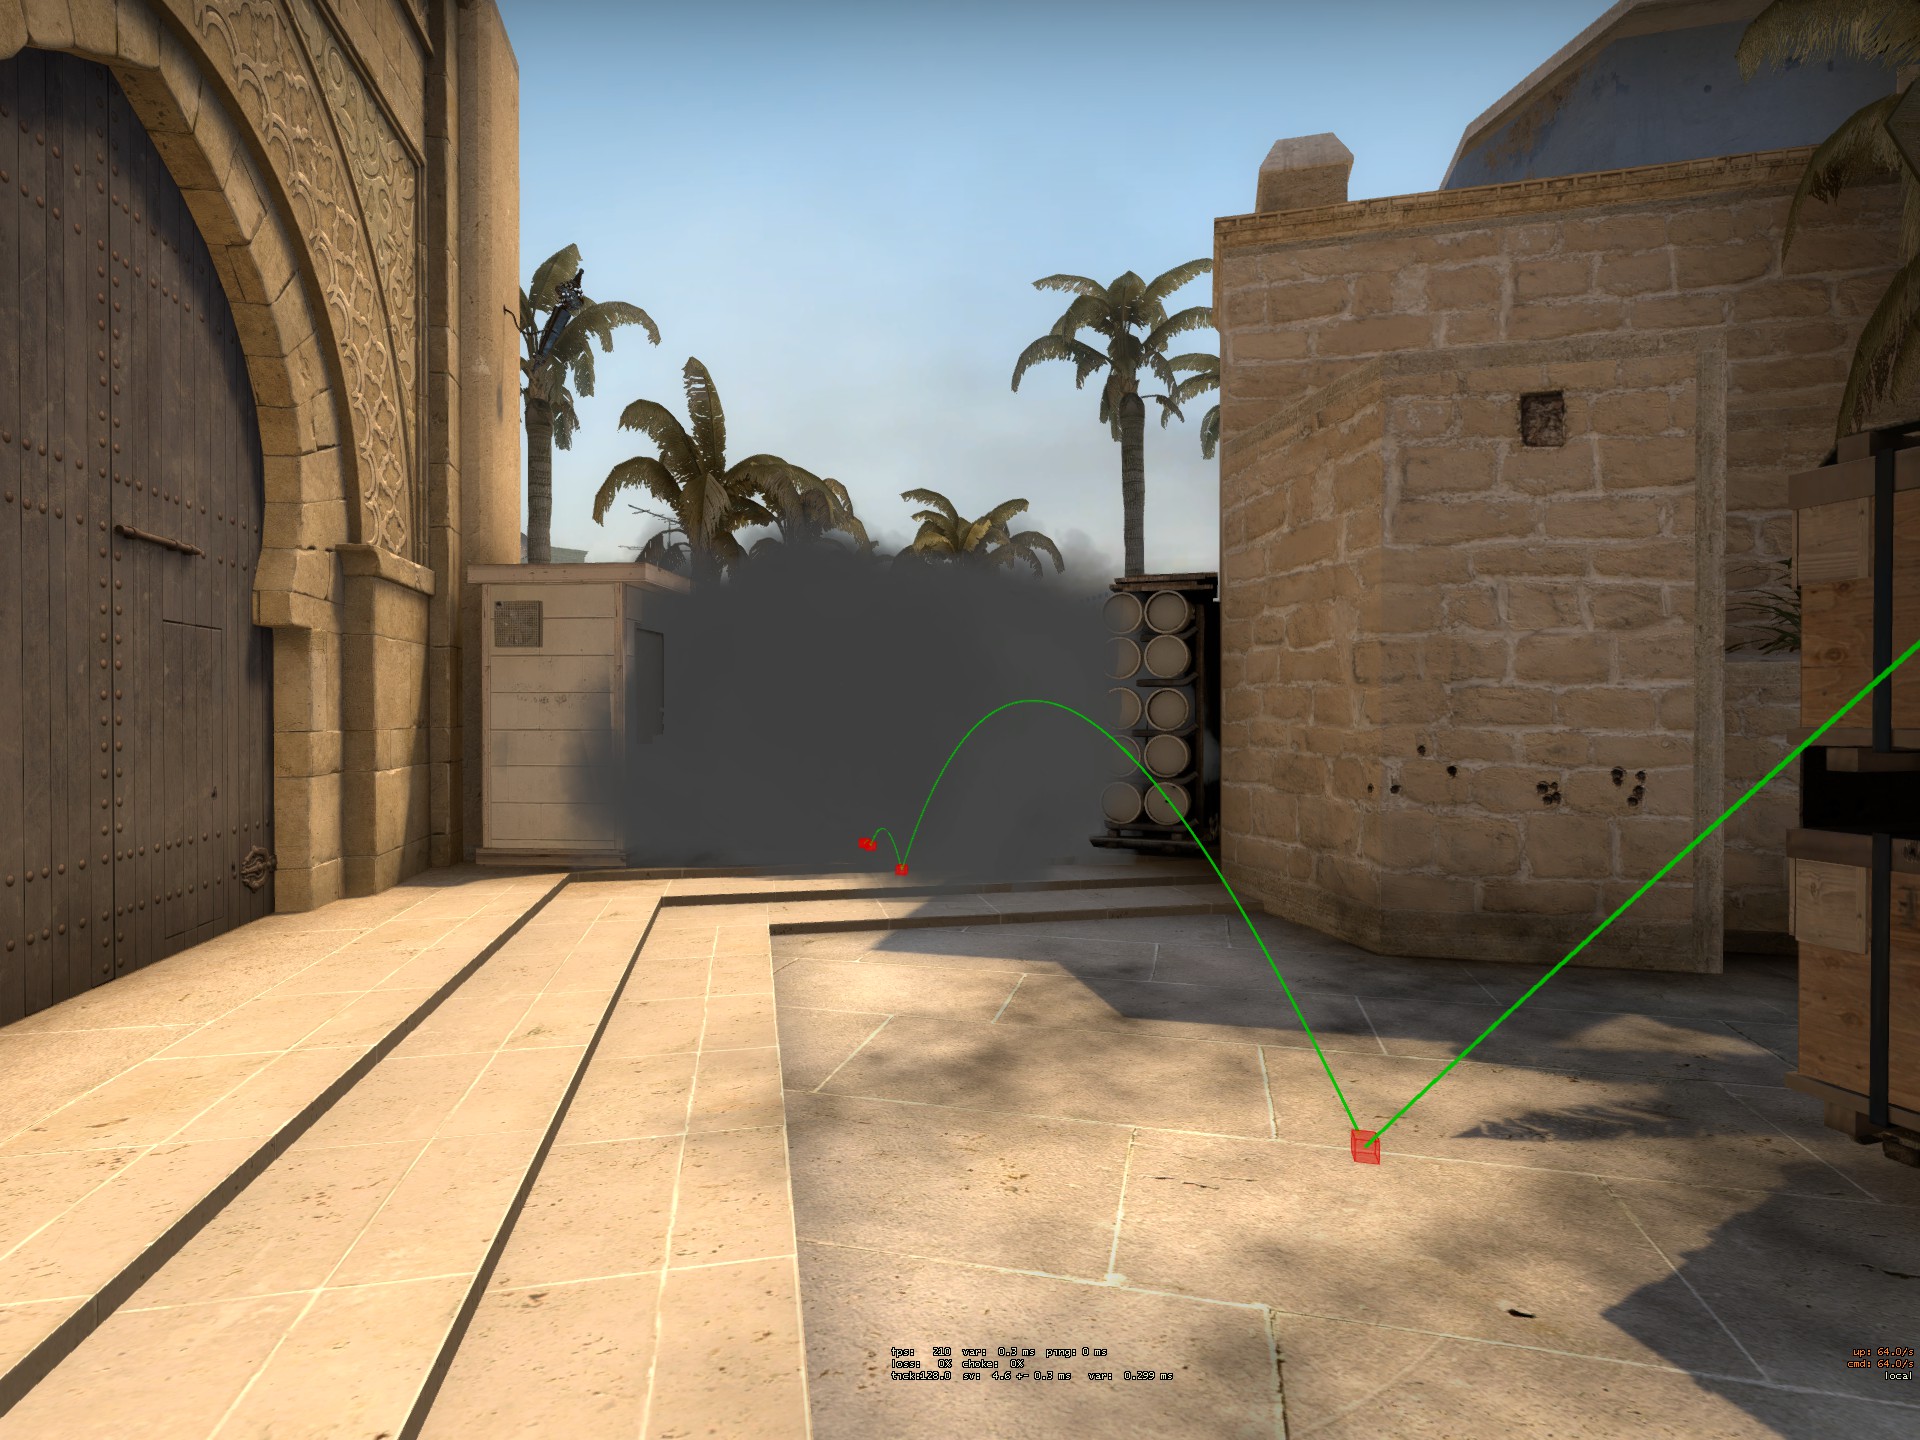 fps: 210 var: 0.3 ms ping: 0 ms
loss: 0% choke: 0%
tick:128.0 sv: 4.6 +- 0.3 ms var: 0.299 ms
up: 64.0/s
cmd: 64.0/s
local